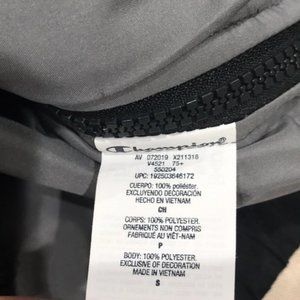 Champion
AV 072019 X211318
V4521 75+
550204
UPC: 192503646172
CUERPO: 100% poliéster.
EXCLUYENDO DECORACIÓN
HECHO EN VIETNAM
CH
CORPS: 100% POLYESTER.
ORNEMENTS NON COMPRIS
FABRIQUÉ AU VIÊT-NAM
P
BODY: 100% POLYESTER.
EXCLUSIVE OF DECORATION
MADE IN VIETNAM
S